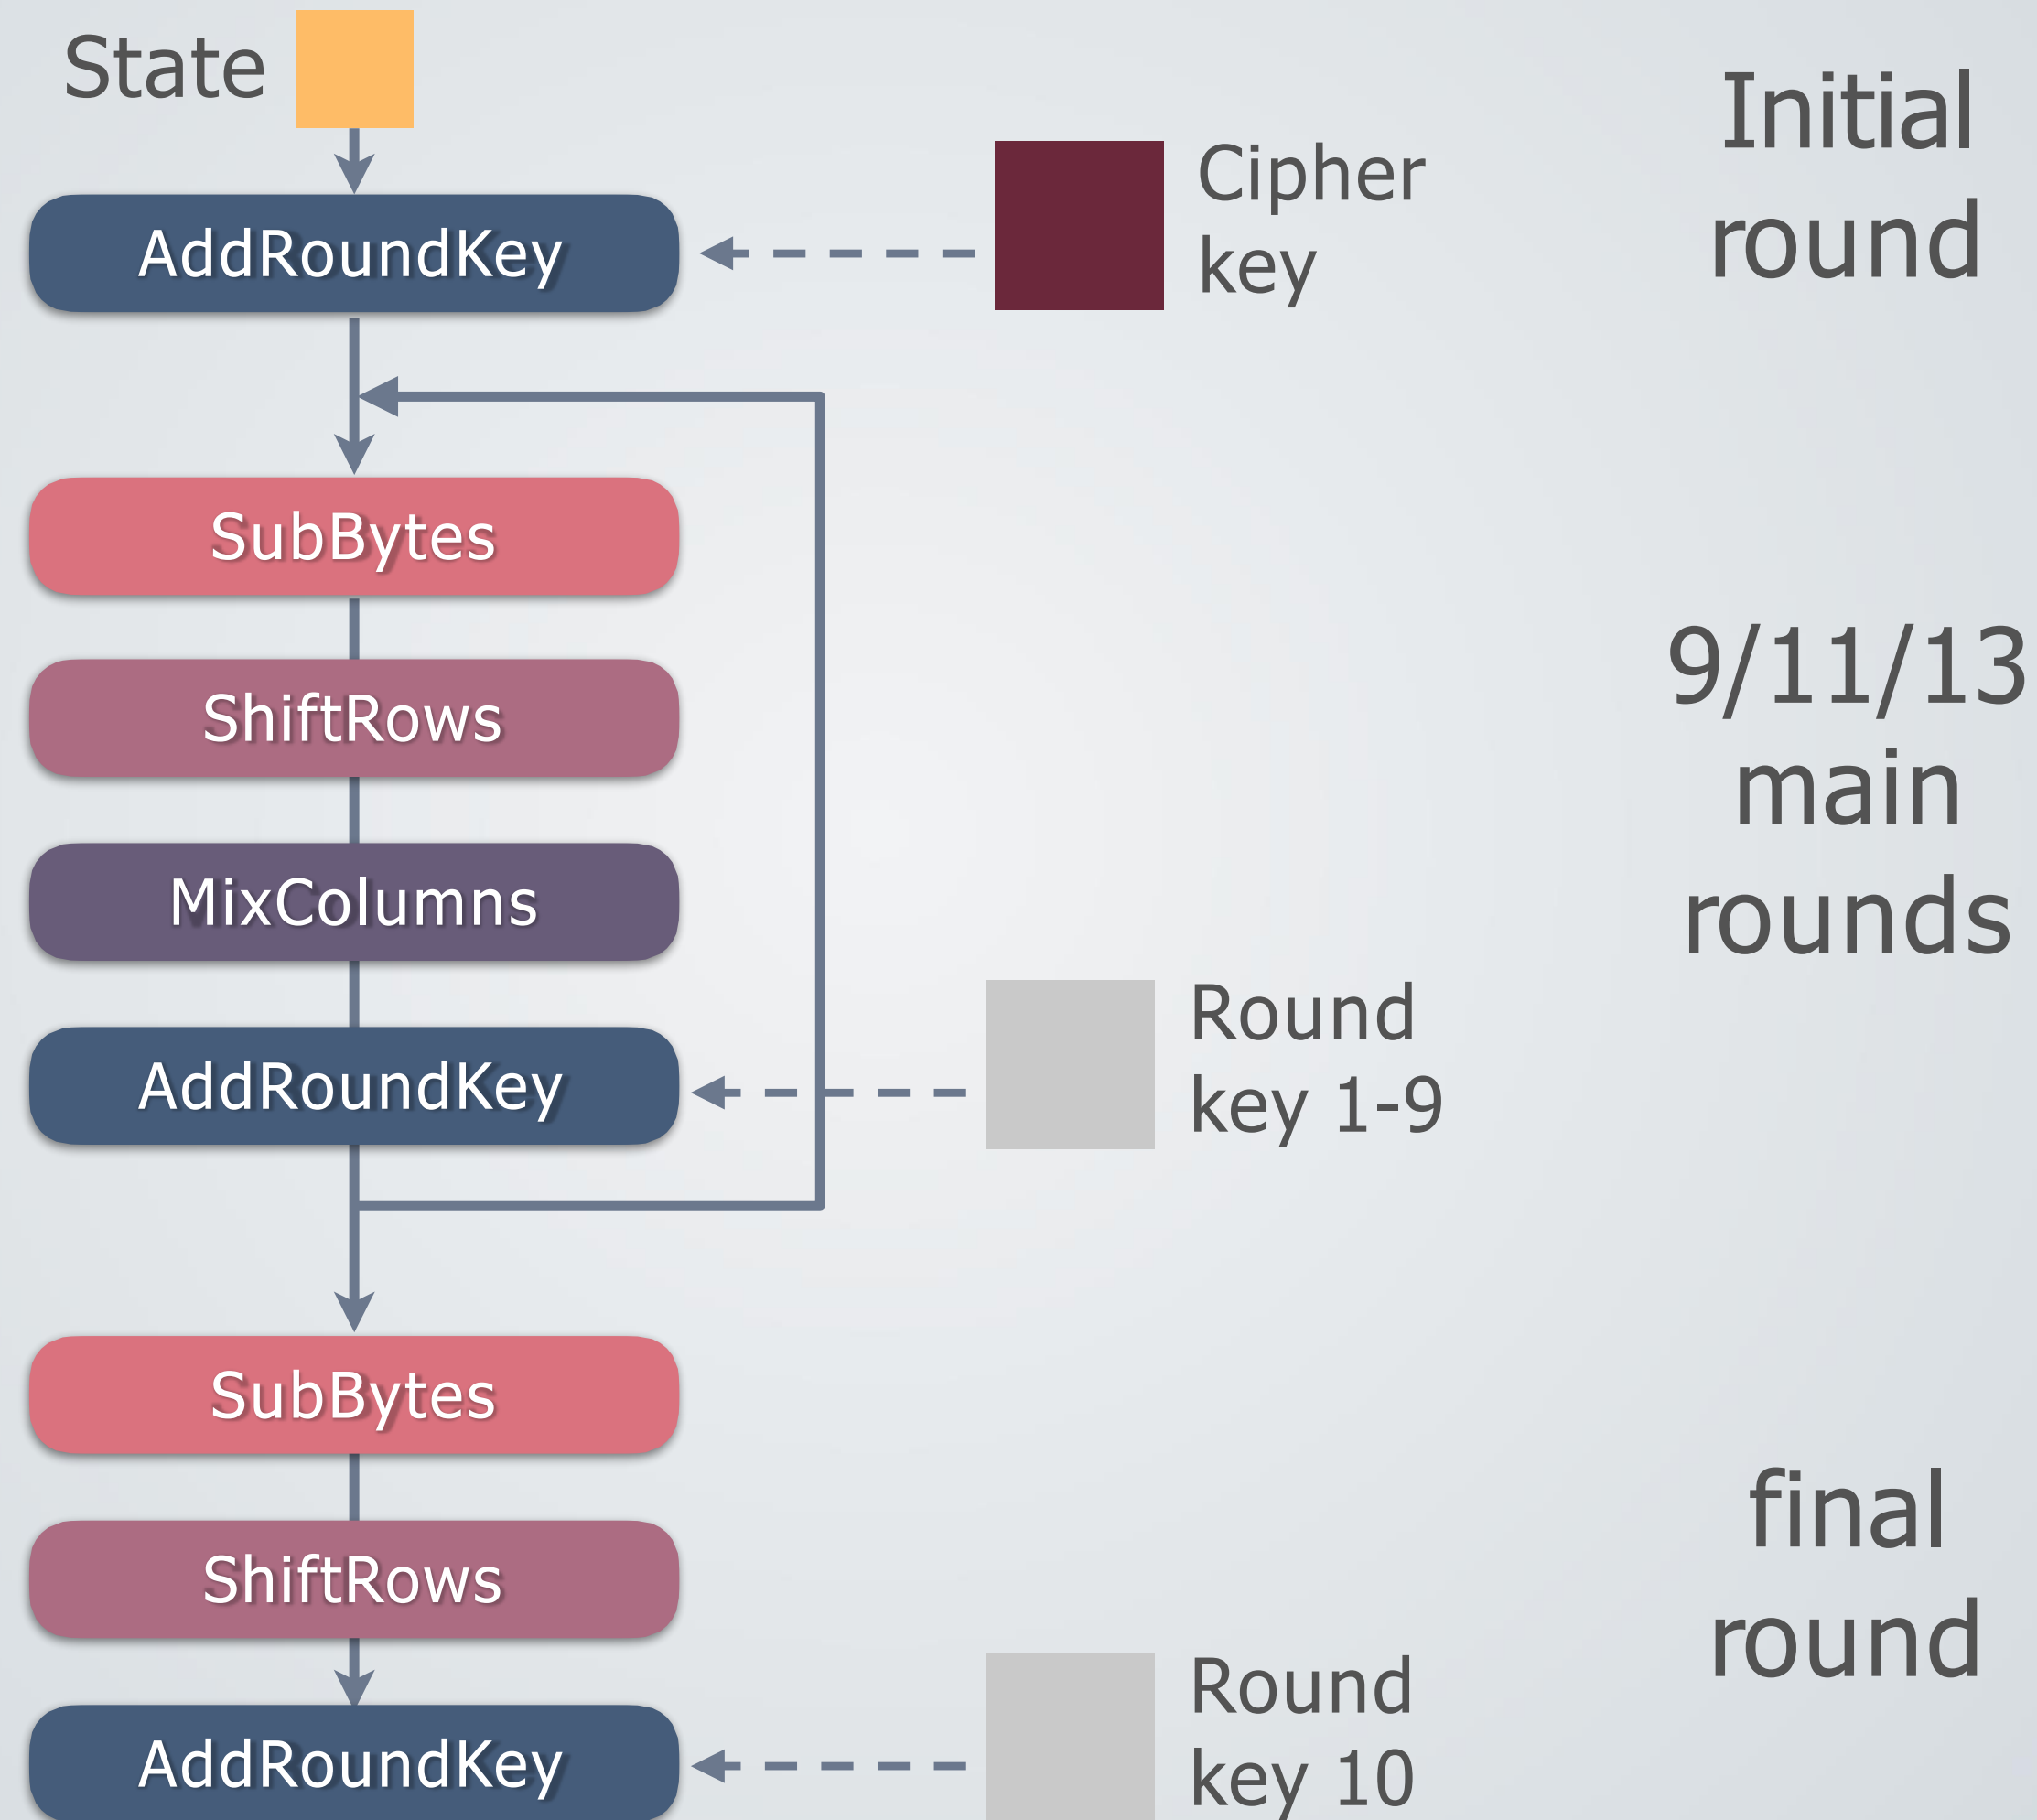 State
Cipher
key
Initial
round
AddRoundKey
SubBytes
ShiftRows
MixColumns
AddRoundKey
Round
key 1-9
9/11/13
main
rounds
SubBytes
ShiftRows
AddRoundKey
Round
key 10
final
round